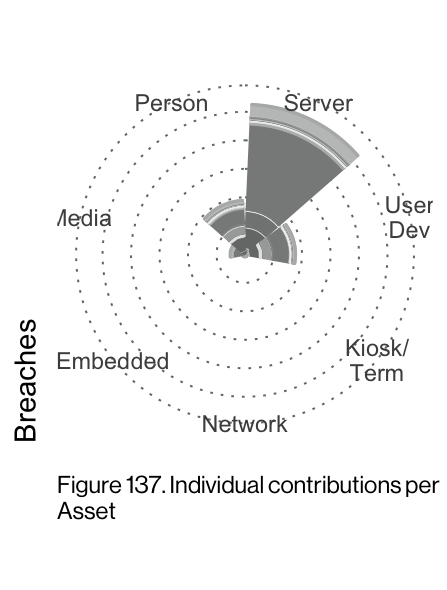 Person
Server
Media
User
Dev
Embedded
Kiosk/
Term
Network
Breaches
Figure 137. Individual contributions per
Asset